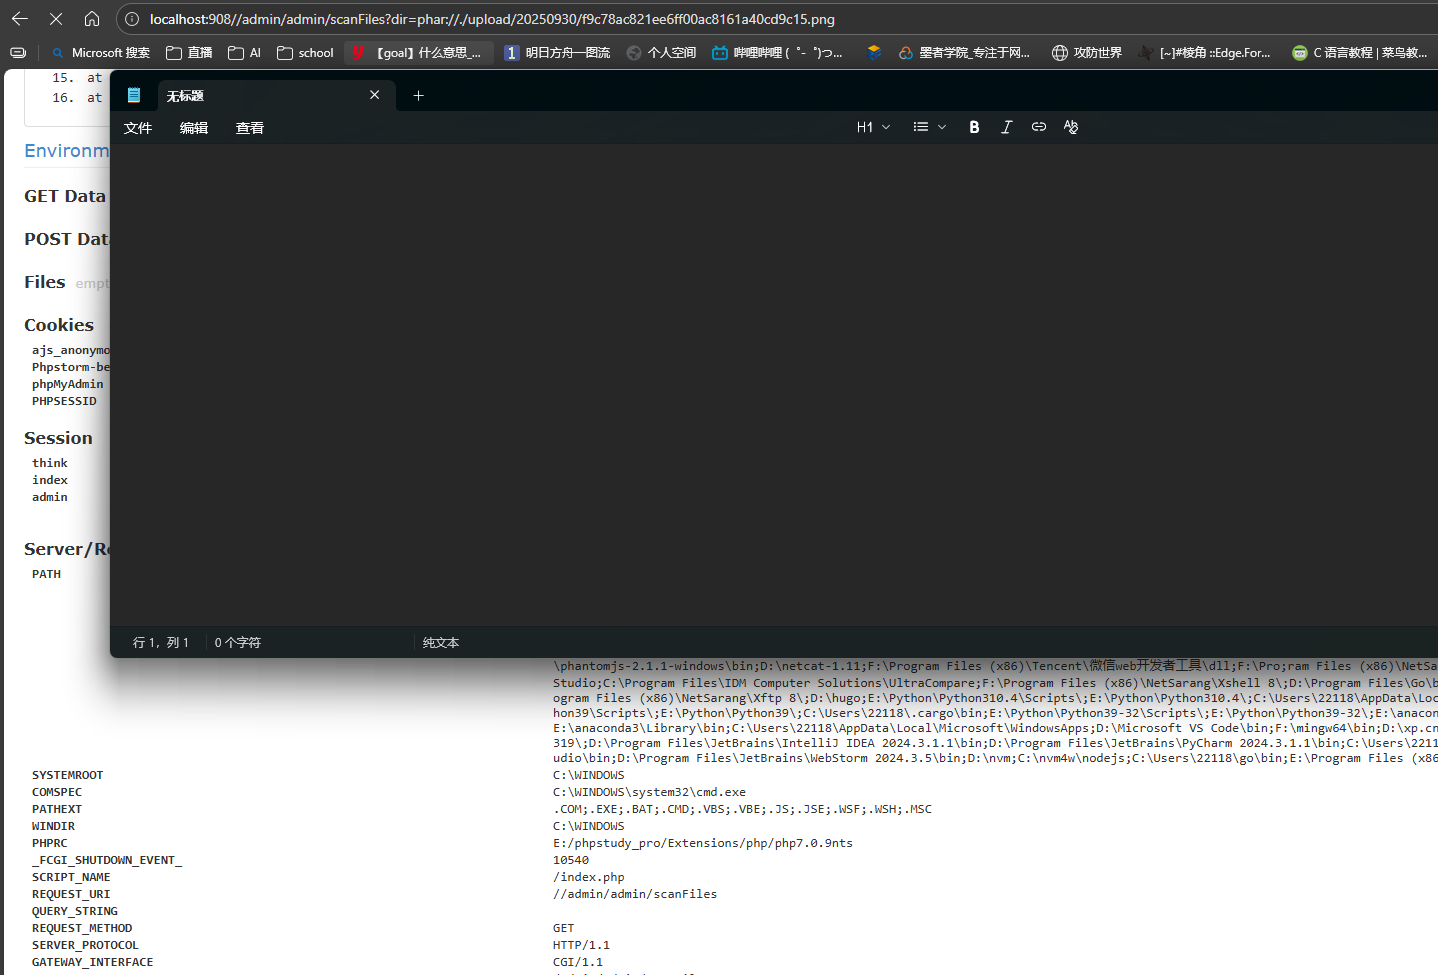 localhost:908//admin/admin/scanFiles?dir=phar://./upload/20250930/f9c78ac821ee6ff00ac8161a40cd9c15.png
Microsoft 搜索 直播 AI school 【goal】什么意思_... 1 明日方舟一图流 个人空间 哔哩哔哩 ( ゜- ゜)つ... 墨者学院_专注于网... 攻防世界 [~]#棱角 ::Edge.For... C 语言教程 | 菜鸟教...
15. at
16. at
无标题
文件 编辑 查看 H1 B I
Environm
GET Data
POST Dat
Files empt
Cookies
ajs_anonymo
Phpstorm-be
phpMyAdmin
PHPSESSID
Session
think
index
admin
Server/Re
PATH
行 1，列 1 0 个字符 纯文本
\phantomjs-2.1.1-windows\bin;D:\netcat-1.11;F:\Program Files (x86)\Tencent\微信web开发者工具\dll;F:\Pro;ram Files (x86)\NetSa
Studio;C:\Program Files\IDM Computer Solutions\UltraCompare;F:\Program Files (x86)\NetSarang\Xshell 8\;D:\Program Files\Go\b
ogram Files (x86)\NetSarang\Xftp 8\;D:\hugo;E:\Python\Python310.4\Scripts\;E:\Python\Python310.4\;C:\Users\22118\AppData\Loc
hon39\Scripts\;E:\Python\Python39\;C:\Users\22118\.cargo\bin;E:\Python\Python39-32\Scripts\;E:\Python\Python39-32\;E:\anacon
E:\anaconda3\Library\bin;C:\Users\22118\AppData\Local\Microsoft\WindowsApps;D:\Microsoft VS Code\bin;F:\mingw64\bin;D:\xp.cn
319\;D:\Program Files\JetBrains\IntelliJ IDEA 2024.3.1.1\bin;D:\Program Files\JetBrains\PyCharm 2024.3.1.1\bin;C:\Users\2211
udio\bin;D:\Program Files\JetBrains\WebStorm 2024.3.5\bin;D:\nvm;C:\nvm4w\nodejs;C:\Users\22118\go\bin;E:\Program Files (x86
SYSTEMROOT C:\WINDOWS
COMSPEC C:\WINDOWS\system32\cmd.exe
PATHEXT .COM;.EXE;.BAT;.CMD;.VBS;.VBE;.JS;.JSE;.WSF;.WSH;.MSC
WINDIR C:\WINDOWS
PHPRC E:/phpstudy_pro/Extensions/php/php7.0.9nts
_FCGI_SHUTDOWN_EVENT_ 10540
SCRIPT_NAME /index.php
REQUEST_URI //admin/admin/scanFiles
QUERY_STRING
REQUEST_METHOD GET
SERVER_PROTOCOL HTTP/1.1
GATEWAY_INTERFACE CGI/1.1